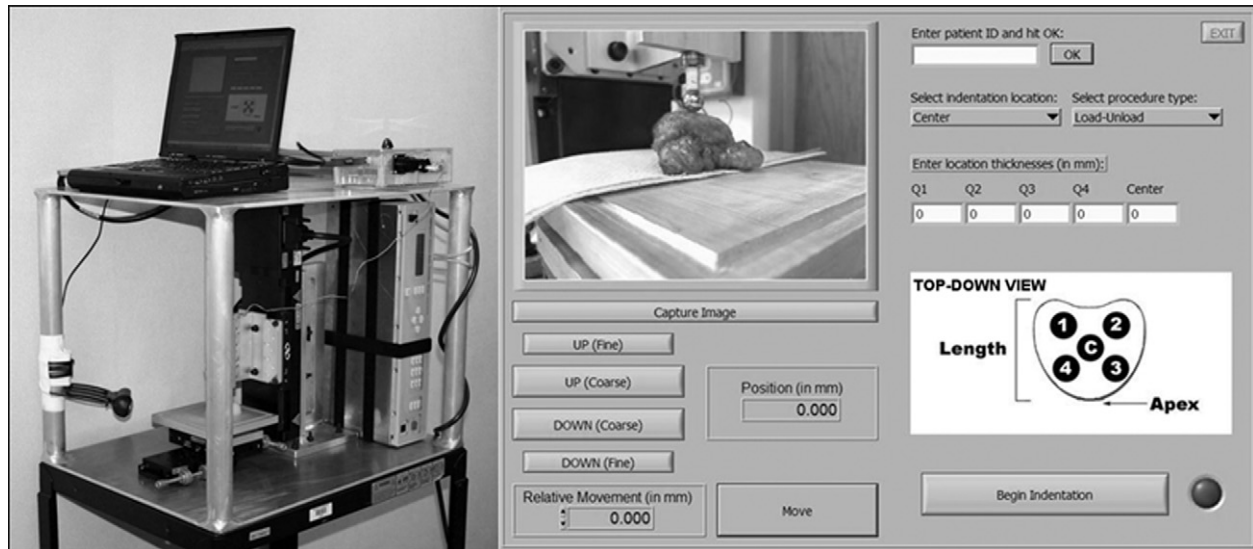 Enter patient ID and hit OK:
OK
EXIT
Select indentation location:
Select procedure type:
Center
Load-Unload
Enter location thicknesses (in mm):
Q1 Q2 Q3 Q4 Center
0 0 0 0 0
Capture Image
UP (Fine)
UP (Coarse)
DOWN (Coarse)
DOWN (Fine)
Position (in mm)
0.000
Relative Movement (in mm)
0.000
Move
TOP-DOWN VIEW
Length
1 2
C
4 3
Apex
Begin Indentation